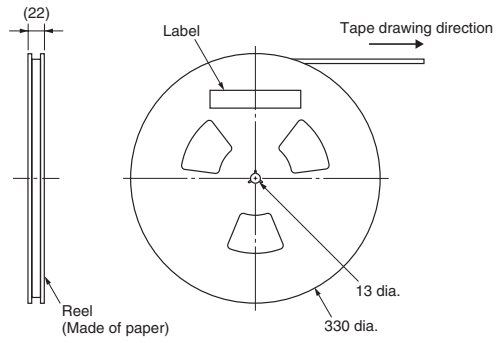 (22)
Label
Tape drawing direction
13 dia.
Reel
(Made of paper)
330 dia.